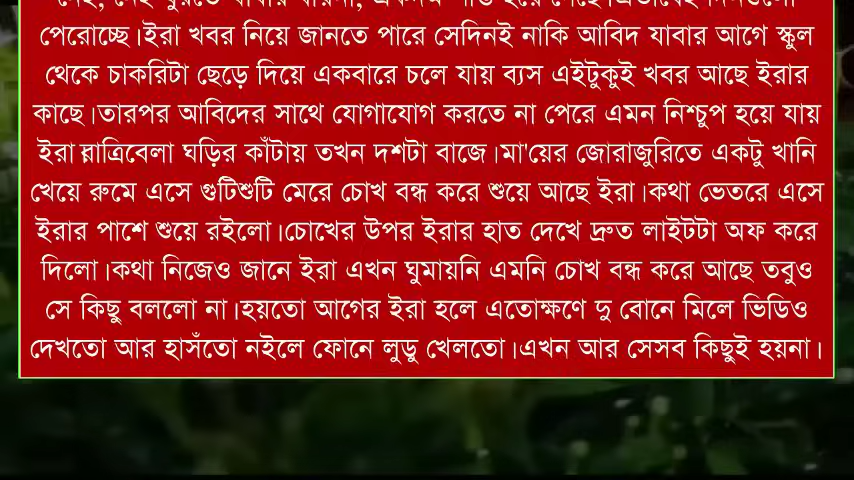 পেরোচ্ছে।ইরা খবর নিয়ে জানতে পারে সেদিনই নাকি আবিদ যাবার আগে স্কুল
থেকে চাকরিটা ছেড়ে দিয়ে একবারে চলে যায় ব্যস এইটুকুই খবর আছে ইরার
কাছে।তারপর আবিদের সাথে যোগাযোগ করতে না পেরে এমন নিশ্চুপ হয়ে যায়
ইরা।রাত্রিবেলা ঘড়ির কাঁটায় তখন দশটা বাজে।মা'য়ের জোরাজুরিতে একটু খানি
খেয়ে রুমে এসে গুটিশুটি মেরে চোখ বন্ধ করে শুয়ে আছে ইরা।কথা ভেতরে এসে
ইরার পাশে শুয়ে রইলো।চোখের উপর ইরার হাত দেখে দ্রুত লাইটটা অফ করে
দিলো।কথা নিজেও জানে ইরা এখন ঘুমায়নি এমনি চোখ বন্ধ করে আছে তবুও
সে কিছু বললো না।হয়তো আগের ইরা হলে এতোক্ষণে দু বোনে মিলে ভিডিও
দেখতো আর হাসঁতো নইলে ফোনে লুডু খেলতো।এখন আর সেসব কিছুই হয়না।